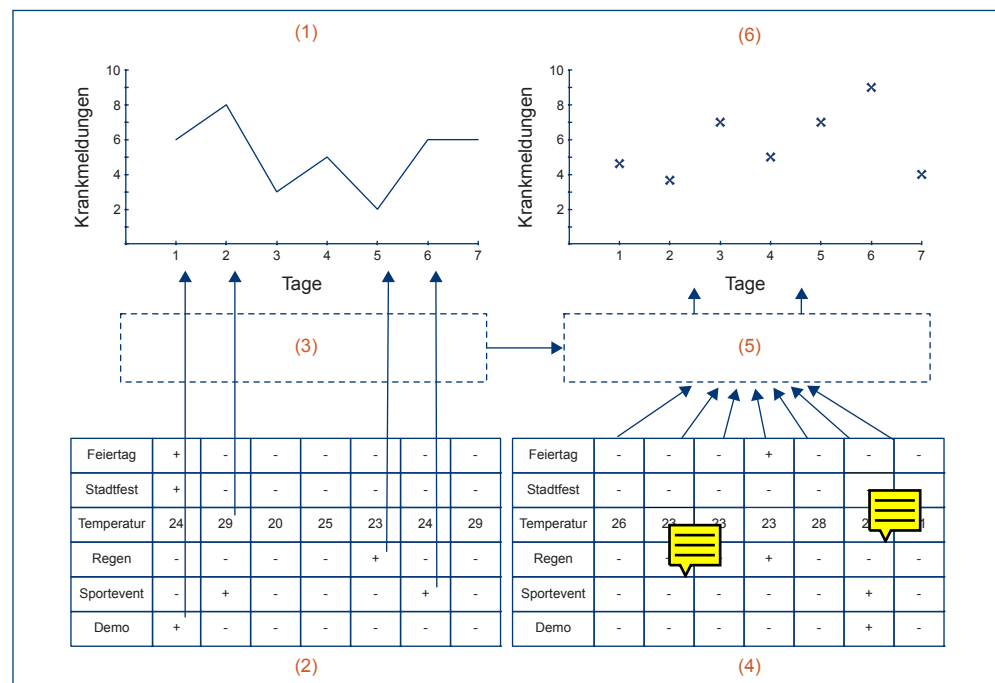 (1)
Krankmeldungen
10
8
6
4
2
1 2 3 4 5 6 7
Tage
(6)
Krankmeldungen
10
8
6
4
2
1 2 3 4 5 6 7
Tage
(3)
(5)
Feiertag + - - - - - -
Stadtfest + - - - - - -
Temperatur 24 29 20 25 23 24 29
Regen - - - - + - -
Sportevent - + - - - + -
Demo + - - - - - -
(2)
Feiertag - - - + - - -
Stadtfest - - - - - -
Temperatur 26 23 23 23 28
Regen - - + - - -
Sportevent - - - - - + -
Demo - - - - - + -
(4)